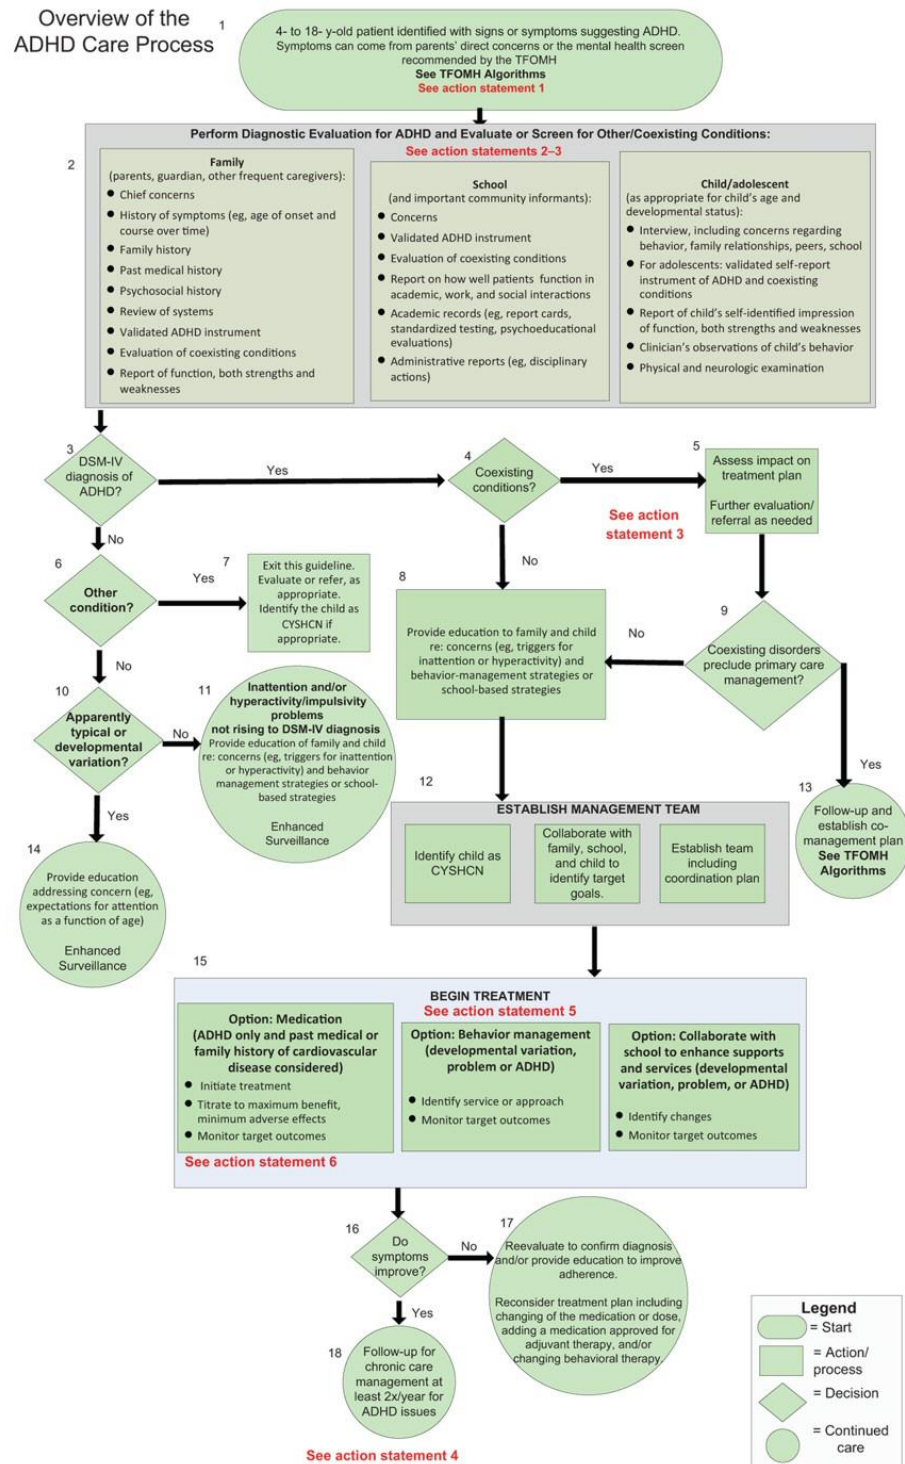 Overview of the
ADHD Care Process
1
4- to 18- y-old patient identified with signs or symptoms suggesting ADHD.
Symptoms can come from parents' direct concerns or the mental health screen
recommended by the TFOMH
See TFOMH Algorithms
See action statement 1
Perform Diagnostic Evaluation for ADHD and Evaluate or Screen for Other/Coexisting Conditions:
See action statements 2–3
2
Family
(parents, guardian, other frequent caregivers):
● Chief concerns
● History of symptoms (eg, age of onset and
course over time)
● Family history
● Past medical history
● Psychosocial history
● Review of systems
● Validated ADHD instrument
● Evaluation of coexisting conditions
● Report of function, both strengths and
weaknesses
School
(and important community informants):
● Concerns
● Validated ADHD instrument
● Evaluation of coexisting conditions
● Report on how well patients function in
academic, work, and social interactions
● Academic records (eg, report cards,
standardized testing, psychoeducational
evaluations)
● Administrative reports (eg, disciplinary
actions)
Child/adolescent
(as appropriate for child's age and
developmental status):
● Interview, including concerns regarding
behavior, family relationships, peers, school
● For adolescents: validated self-report
instrument of ADHD and coexisting
conditions
● Report of child's self-identified impression
of function, both strengths and weaknesses
● Clinician's observations of child's behavior
● Physical and neurologic examination
3
DSM-IV
diagnosis of
ADHD?
Yes
4
Coexisting
conditions?
Yes
5
Assess impact on
treatment plan
Further evaluation/
referral as needed
See action
statement 3
No
6
Other
condition?
Yes
7
Exit this guideline.
Evaluate or refer, as
appropriate.
Identify the child as
CYSHCN if
appropriate.
No
8
Provide education to family and child
re: concerns (eg, triggers for
inattention or hyperactivity) and
behavior-management strategies or
school-based strategies
No
9
Coexisting disorders
preclude primary care
management?
No
10
Apparently
typical or
developmental
variation?
No
11
Inattention and/or
hyperactivity/impulsivity
problems
not rising to DSM-IV diagnosis
Provide education of family and child
re: concerns (eg, triggers for inattention
or hyperactivity) and behavior
management strategies or school-
based strategies
Enhanced
Surveillance
Yes
12
ESTABLISH MANAGEMENT TEAM
Identify child as
CYSHCN
Collaborate with
family, school,
and child to
identify target
goals.
Establish team
including
coordination plan
Yes
13
Follow-up and
establish co-
management plan
See TFOMH
Algorithms
14
Provide education
addressing concern (eg,
expectations for attention
as a function of age)
Enhanced
Surveillance
15
BEGIN TREATMENT
See action statement 5
Option: Medication
(ADHD only and past medical or
family history of cardiovascular
disease considered)
● Initiate treatment
● Titrate to maximum benefit,
minimum adverse effects
● Monitor target outcomes
See action statement 6
Option: Behavior management
(developmental variation,
problem or ADHD)
● Identify service or approach
● Monitor target outcomes
Option: Collaborate with
school to enhance supports
and services (developmental
variation, problem, or ADHD)
● Identify changes
● Monitor target outcomes
16
Do
symptoms
improve?
No
17
Reevaluate to confirm diagnosis
and/or provide education to improve
adherence.
Reconsider treatment plan including
changing of the medication or dose,
adding a medication approved for
adjuvant therapy, and/or
changing behavioral therapy.
Yes
18
Follow-up for
chronic care
management at
least 2x/year for
ADHD issues
See action statement 4
Legend
= Start
= Action/
process
= Decision
= Continued
care